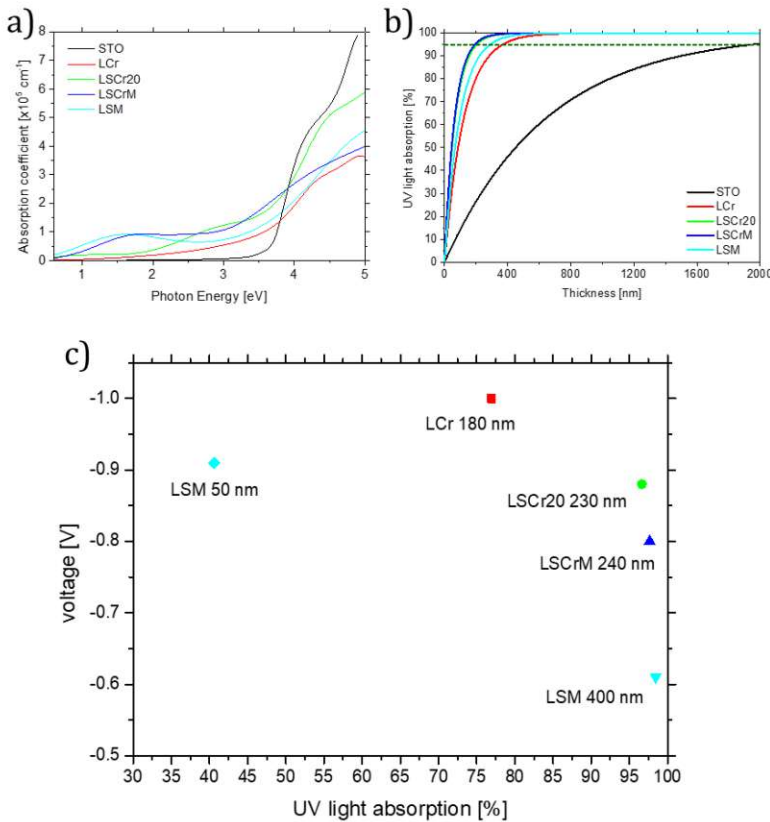 a)
Absorption coefficient [x10⁵ cm⁻¹]
8
7
6
5
4
3
2
1
0
STO
LCr
LSCr20
LSCrM
LSM
1 2 3 4 5
Photon Energy [eV]
b)
UV light absorption [%]
100
90
80
70
60
50
40
30
20
10
0
STO
LCr
LSCr20
LSCrM
LSM
0 400 800 1200 1600 2000
Thickness [nm]
c)
voltage [V]
-1.0
-0.9
-0.8
-0.7
-0.6
-0.5
LCr 180 nm
LSM 50 nm
LSCr20 230 nm
LSCrM 240 nm
LSM 400 nm
30 35 40 45 50 55 60 65 70 75 80 85 90 95 100
UV light absorption [%]